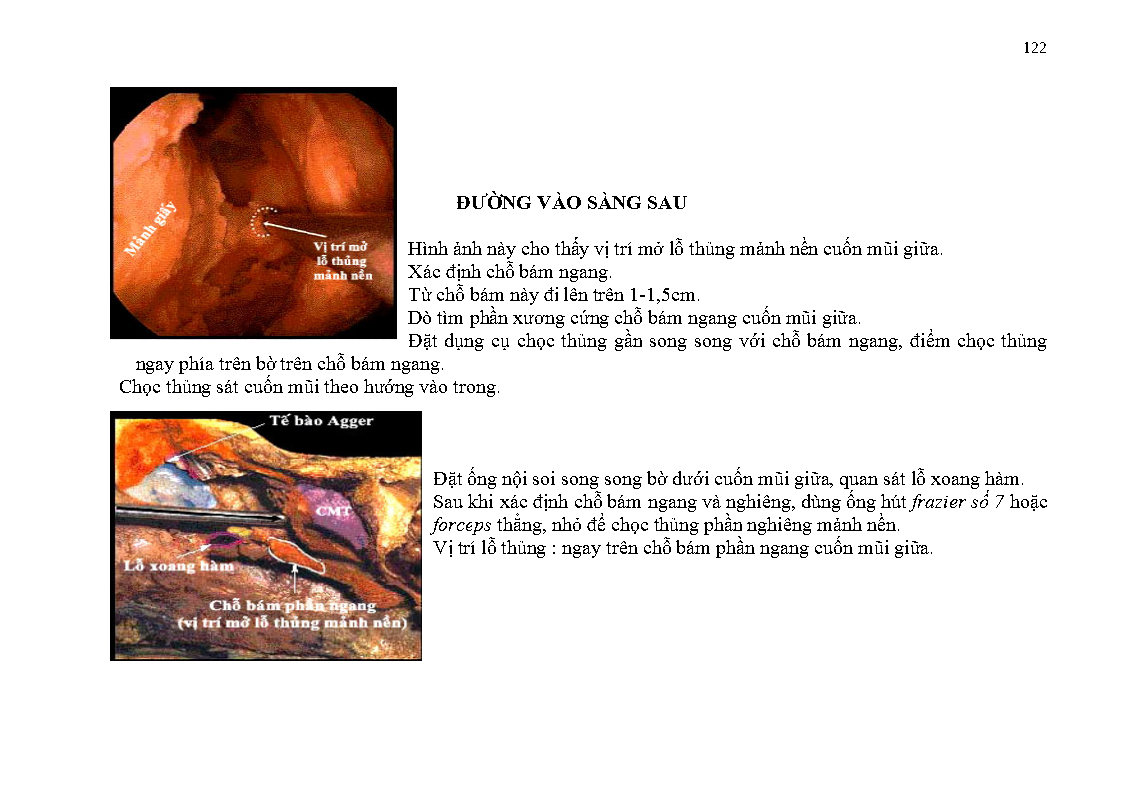 122
Mảnh giấy
Vị trí mở
lỗ thủng
mảnh nền
ĐƯỜNG VÀO SÀNG SAU
Hình ảnh này cho thấy vị trí mở lỗ thủng mảnh nền cuốn mũi giữa.
Xác định chỗ bám ngang.
Từ chỗ bám này đi lên trên 1-1,5cm.
Dò tìm phần xương cứng chỗ bám ngang cuốn mũi giữa.
Đặt dụng cụ chọc thủng gần song song với chỗ bám ngang, điểm chọc thủng
ngay phía trên bờ trên chỗ bám ngang.
Chọc thủng sát cuốn mũi theo hướng vào trong.
Tế bào Agger
CMT
Lỗ xoang hàm
Chỗ bám phần ngang
(vị trí mở lỗ thủng mảnh nền)
Đặt ống nội soi song song bờ dưới cuốn mũi giữa, quan sát lỗ xoang hàm.
Sau khi xác định chỗ bám ngang và nghiêng, dùng ống hút frazier số 7 hoặc
forceps thẳng, nhỏ để chọc thủng phần nghiêng mảnh nền.
Vị trí lỗ thủng : ngay trên chỗ bám phần ngang cuốn mũi giữa.